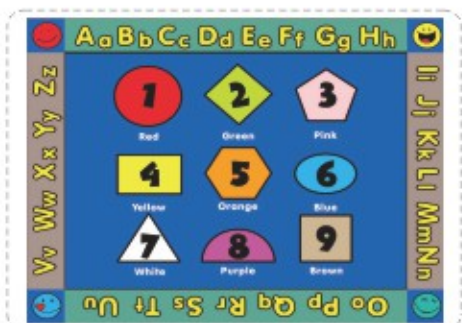 Aa Bb Cc Dd Ee Ff Gg Hh
Ii Jj Kk Ll Mm Nn
Oo Pp Qq Rr Ss Tt Uu
Vv Ww Xx Yy Zz
1 2 3
Red Green Pink
4 5 6
Yellow Orange Blue
7 8 9
White Purple Brown